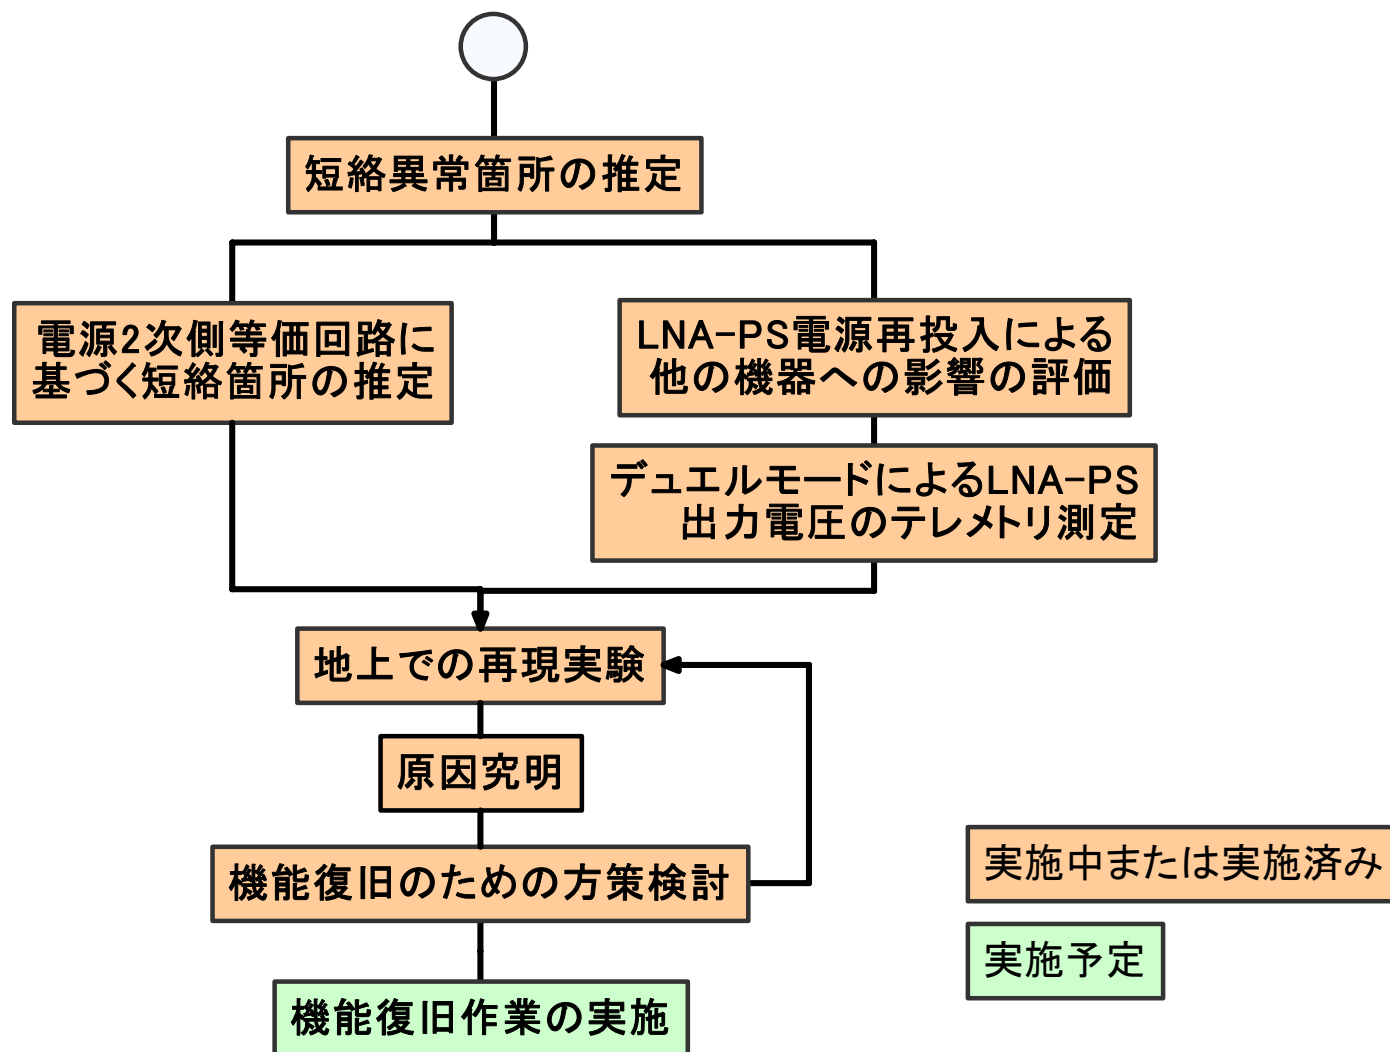 短絡異常箇所の推定
電源2次側等価回路に
基づく短絡箇所の推定
LNA-PS電源再投入による
他の機器への影響の評価
デュエルモードによるLNA-PS
出力電圧のテレメトリ測定
地上での再現実験
原因究明
機能復旧のための方策検討
機能復旧作業の実施
実施中または実施済み
実施予定